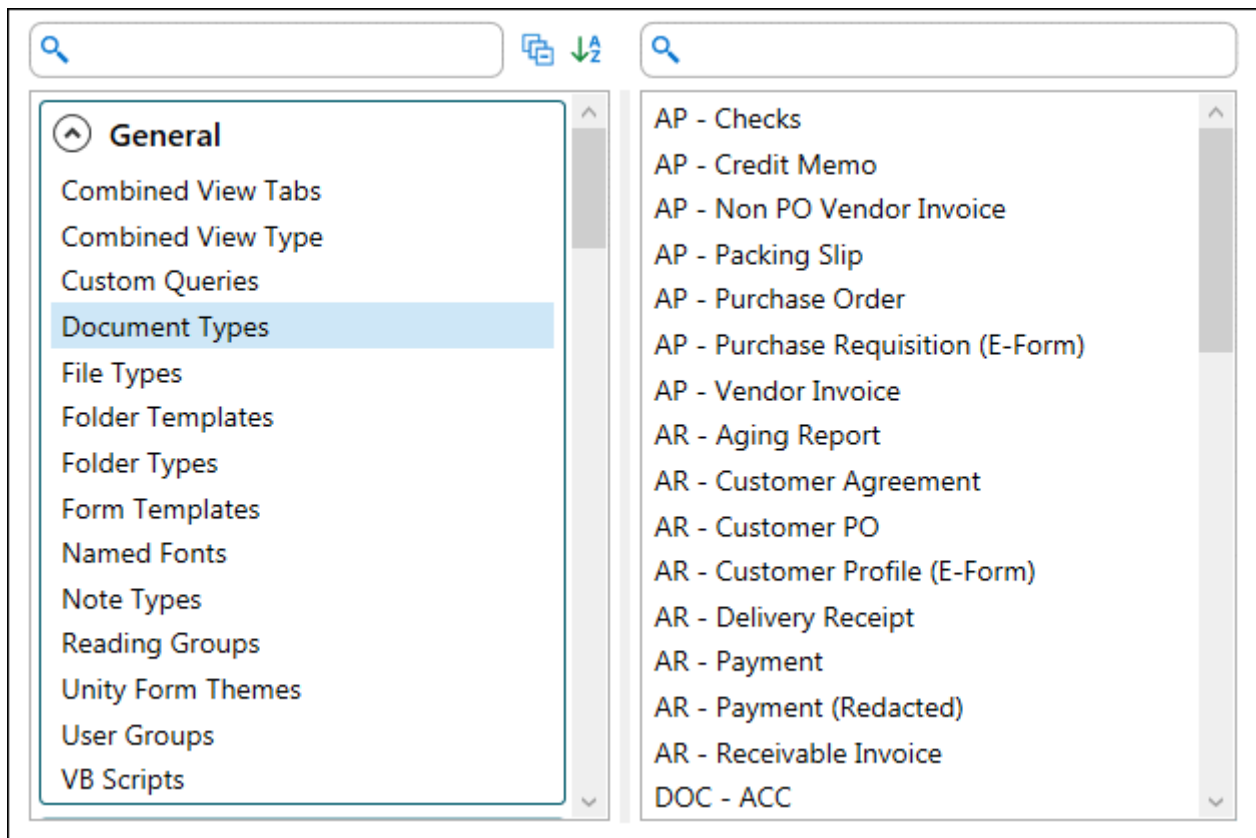 General
Combined View Tabs
Combined View Type
Custom Queries
Document Types
File Types
Folder Templates
Folder Types
Form Templates
Named Fonts
Note Types
Reading Groups
Unity Form Themes
User Groups
VB Scripts
AP - Checks
AP - Credit Memo
AP - Non PO Vendor Invoice
AP - Packing Slip
AP - Purchase Order
AP - Purchase Requisition (E-Form)
AP - Vendor Invoice
AR - Aging Report
AR - Customer Agreement
AR - Customer PO
AR - Customer Profile (E-Form)
AR - Delivery Receipt
AR - Payment
AR - Payment (Redacted)
AR - Receivable Invoice
DOC - ACC